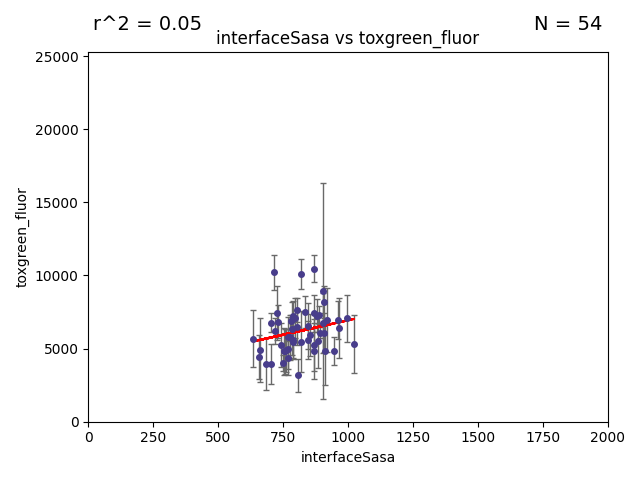 r^2 = 0.05
N = 54
interfaceSasa vs toxgreen_fluor
25000
20000
15000
10000
5000
0
toxgreen_fluor
0 250 500 750 1000 1250 1500 1750 2000
interfaceSasa